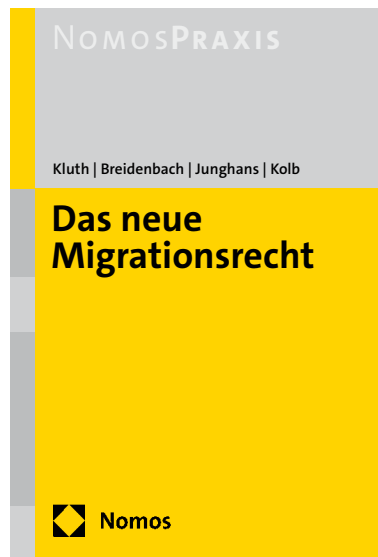 NOMOSPRAXIS
Kluth | Breidenbach | Junghans | Kolb
Das neue
Migrationsrecht
Nomos